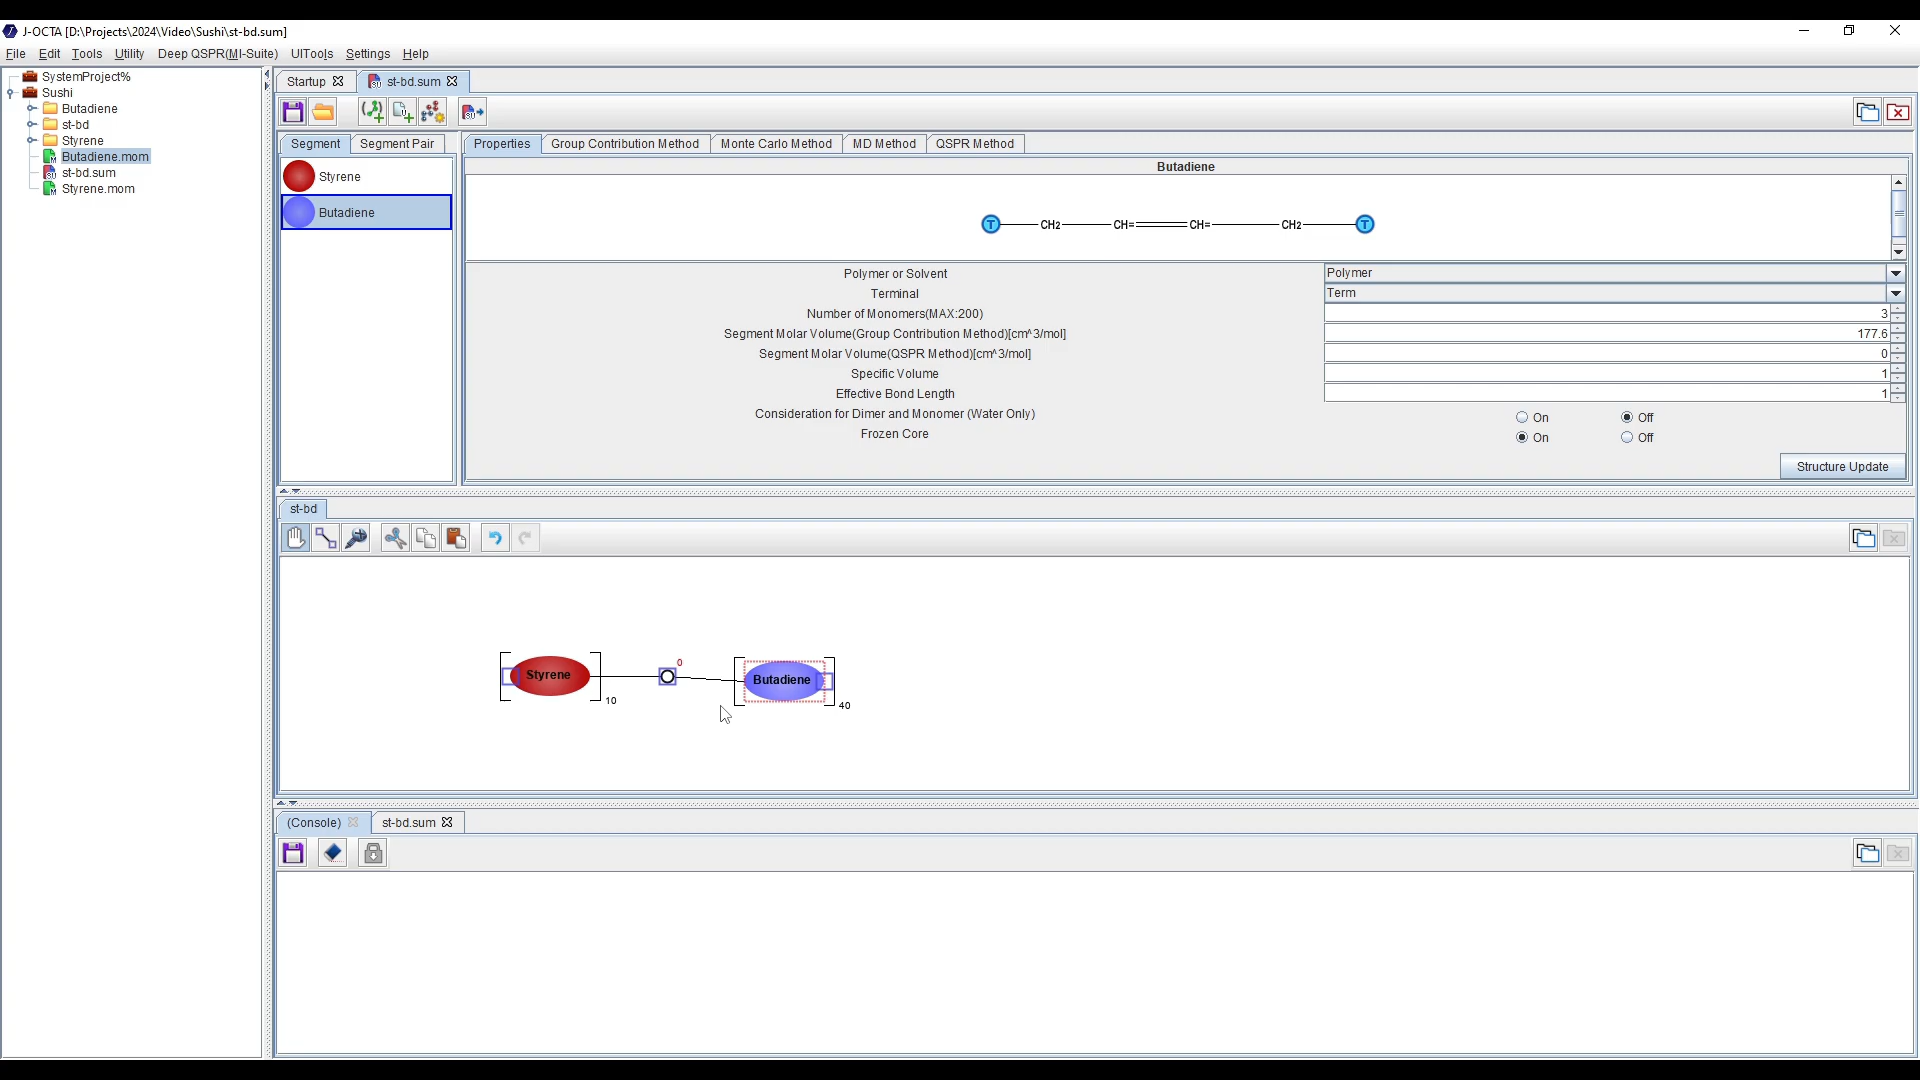 J-OCTA [D:\Projects\2024\Video\Sushi\st-bd.sum]
File Edit Tools Utility Deep QSPR(MI-Suite) UITools Settings Help
SystemProject%
Sushi
Butadiene
st-bd
Styrene
Butadiene.mom
st-bd.sum
Styrene.mom
Startup st-bd.sum
Segment Segment Pair
Styrene
Butadiene
Properties Group Contribution Method Monte Carlo Method MD Method QSPR Method
Butadiene
T CH2 CH= CH= CH2 T
Polymer or Solvent Polymer
Terminal Term
Number of Monomers(MAX:200) 3
Segment Molar Volume(Group Contribution Method)[cm^3/mol] 177.6
Segment Molar Volume(QSPR Method)[cm^3/mol] 0
Specific Volume 1
Effective Bond Length 1
Consideration for Dimer and Monomer (Water Only) On Off
Frozen Core On Off
Structure Update
st-bd
0
Styrene Butadiene
10 40
(Console) st-bd.sum